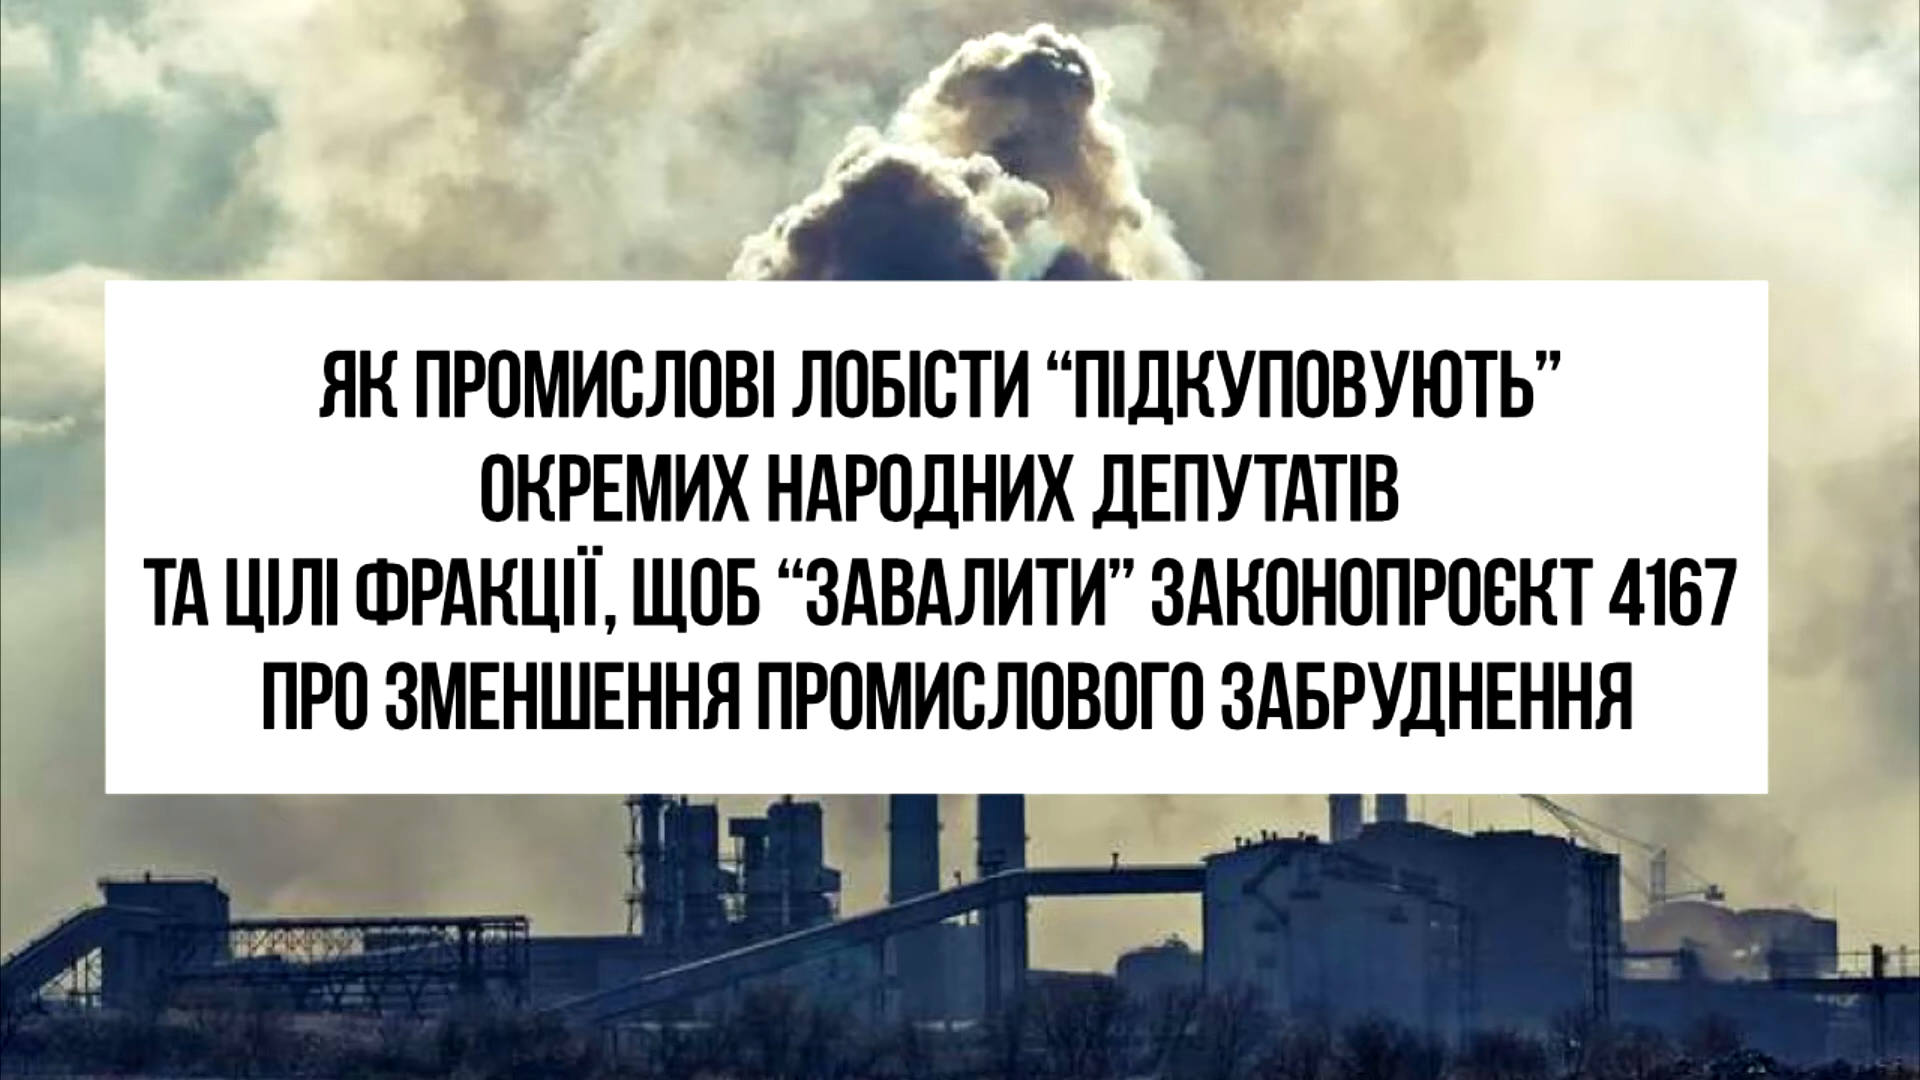 ЯК ПРОМИСЛОВІ ЛОБІСТИ “ПІДКУПОВУЮТЬ”
ОКРЕМИХ НАРОДНИХ ДЕПУТАТІВ
ТА ЦІЛІ ФРАКЦІЇ, ЩОБ “ЗАВАЛИТИ” ЗАКОНОПРОЄКТ 4167
ПРО ЗМЕНШЕННЯ ПРОМИСЛОВОГО ЗАБРУДНЕННЯ